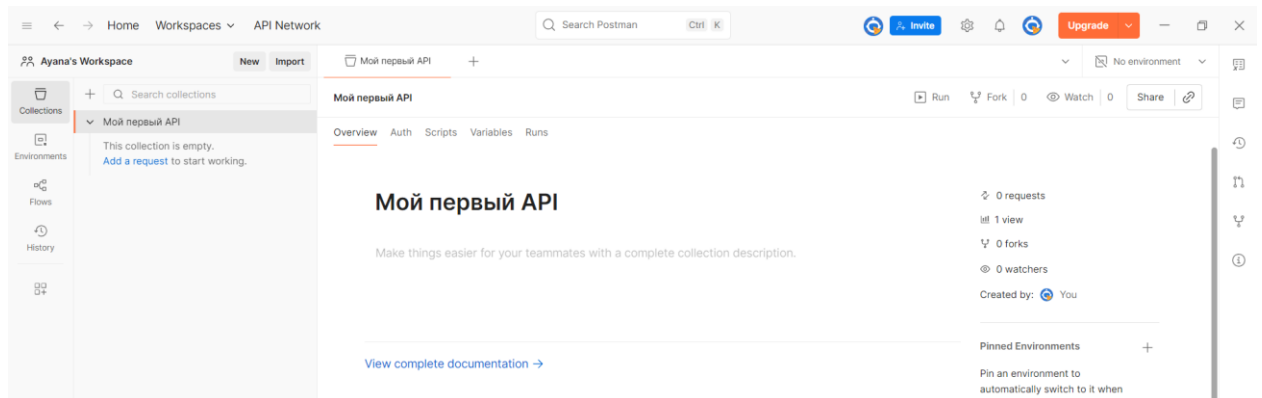 Home Workspaces API Network Search Postman Ctrl K Invite Upgrade
Ayana's Workspace New Import Мой первый API No environment
Collections
Environments
Flows
History
Search collections
Мой первый API
This collection is empty.
Add a request to start working.
Мой первый API Run Fork 0 Watch 0 Share
Overview Auth Scripts Variables Runs
Мой первый API
Make things easier for your teammates with a complete collection description.
View complete documentation →
0 requests
1 view
0 forks
0 watchers
Created by: You
Pinned Environments
Pin an environment to
automatically switch to it when